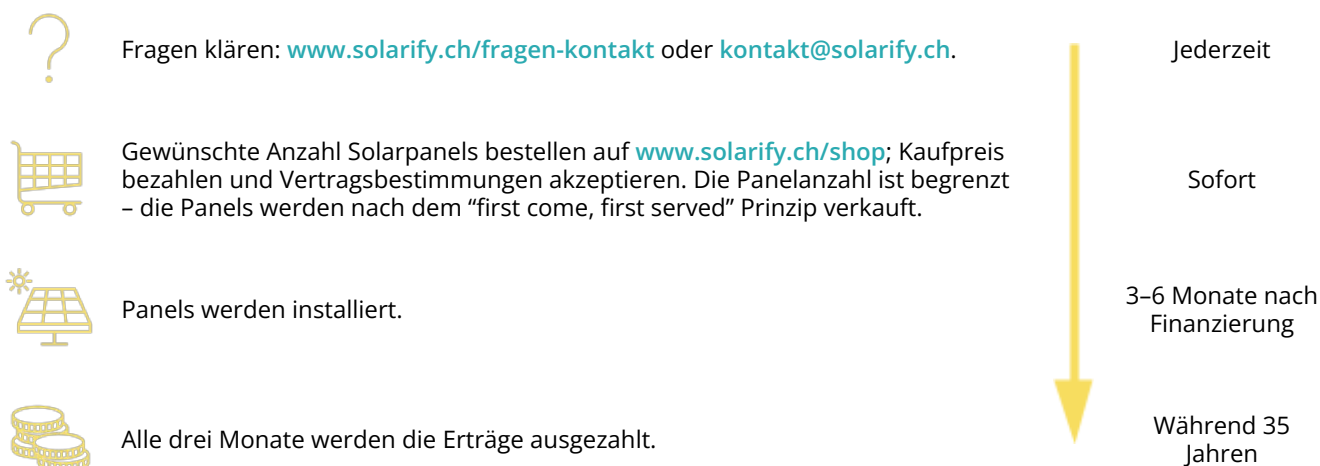 Fragen klären: www.solarify.ch/fragen-kontakt oder kontakt@solarify.ch.
Jederzeit
Gewünschte Anzahl Solarpanels bestellen auf www.solarify.ch/shop; Kaufpreis
bezahlen und Vertragsbestimmungen akzeptieren. Die Panelanzahl ist begrenzt
– die Panels werden nach dem “first come, first served” Prinzip verkauft.
Sofort
Panels werden installiert.
3–6 Monate nach
Finanzierung
Alle drei Monate werden die Erträge ausgezahlt.
Während 35
Jahren